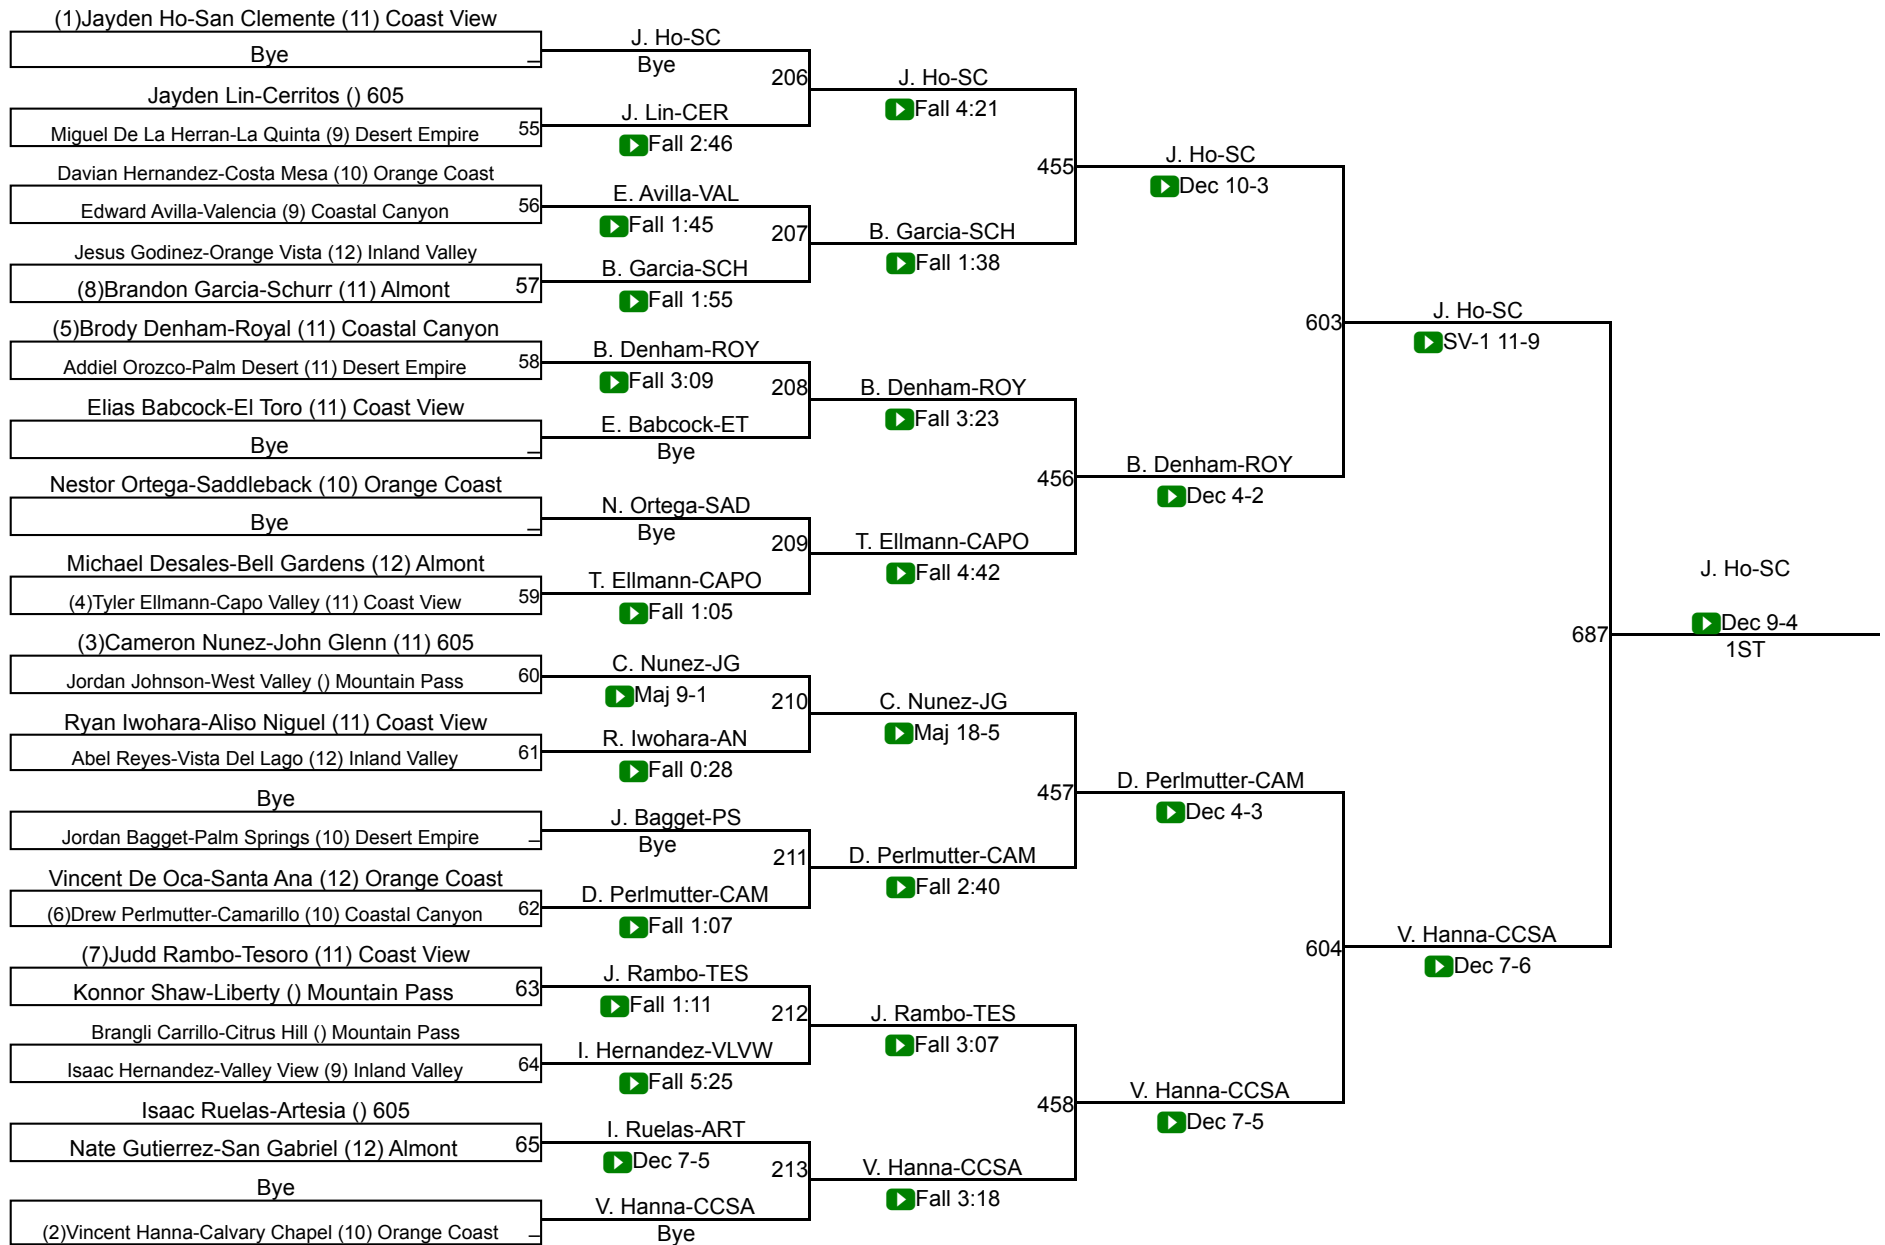 (1)Jayden Ho-San Clemente (11) Coast View
Bye
Jayden Lin-Cerritos () 605
Miguel De La Herran-La Quinta (9) Desert Empire 55
Davian Hernandez-Costa Mesa (10) Orange Coast
Edward Avilla-Valencia (9) Coastal Canyon 56
Jesus Godinez-Orange Vista (12) Inland Valley
(8)Brandon Garcia-Schurr (11) Almont 57
(5)Brody Denham-Royal (11) Coastal Canyon
Addiel Orozco-Palm Desert (11) Desert Empire 58
Elias Babcock-El Toro (11) Coast View
Bye
Nestor Ortega-Saddleback (10) Orange Coast
Bye
Michael Desales-Bell Gardens (12) Almont
(4)Tyler Ellmann-Capo Valley (11) Coast View 59
(3)Cameron Nunez-John Glenn (11) 605
Jordan Johnson-West Valley () Mountain Pass 60
Ryan Iwohara-Aliso Niguel (11) Coast View
Abel Reyes-Vista Del Lago (12) Inland Valley 61
Bye
Jordan Bagget-Palm Springs (10) Desert Empire
Vincent De Oca-Santa Ana (12) Orange Coast
(6)Drew Perlmutter-Camarillo (10) Coastal Canyon 62
(7)Judd Rambo-Tesoro (11) Coast View
Konnor Shaw-Liberty () Mountain Pass 63
Brangli Carrillo-Citrus Hill () Mountain Pass
Isaac Hernandez-Valley View (9) Inland Valley 64
Isaac Ruelas-Artesia () 605
Nate Gutierrez-San Gabriel (12) Almont 65
Bye
(2)Vincent Hanna-Calvary Chapel (10) Orange Coast
J. Ho-SC
Bye
206
J. Lin-CER
Fall 2:46
E. Avilla-VAL
Fall 1:45
207
B. Garcia-SCH
Fall 1:55
B. Denham-ROY
Fall 3:09
208
E. Babcock-ET
Bye
N. Ortega-SAD
Bye
209
T. Ellmann-CAPO
Fall 1:05
C. Nunez-JG
Maj 9-1
210
R. Iwohara-AN
Fall 0:28
J. Bagget-PS
Bye
211
D. Perlmutter-CAM
Fall 1:07
J. Rambo-TES
Fall 1:11
212
I. Hernandez-VLVW
Fall 5:25
I. Ruelas-ART
Dec 7-5
213
V. Hanna-CCSA
Bye
J. Ho-SC
Fall 4:21
455
B. Garcia-SCH
Fall 1:38
B. Denham-ROY
Fall 3:23
456
T. Ellmann-CAPO
Fall 4:42
C. Nunez-JG
Maj 18-5
457
D. Perlmutter-CAM
Fall 2:40
J. Rambo-TES
Fall 3:07
458
V. Hanna-CCSA
Fall 3:18
J. Ho-SC
Dec 10-3
603
B. Denham-ROY
Dec 4-2
D. Perlmutter-CAM
Dec 4-3
604
V. Hanna-CCSA
Dec 7-5
J. Ho-SC
SV-1 11-9
687
V. Hanna-CCSA
Dec 7-6
J. Ho-SC
Dec 9-4
1ST